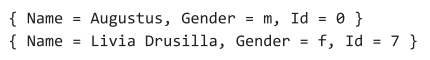 { Name = Augustus, Gender = m, Id = 0 }
{ Name = Livia Drusilla, Gender = f, Id = 7 }